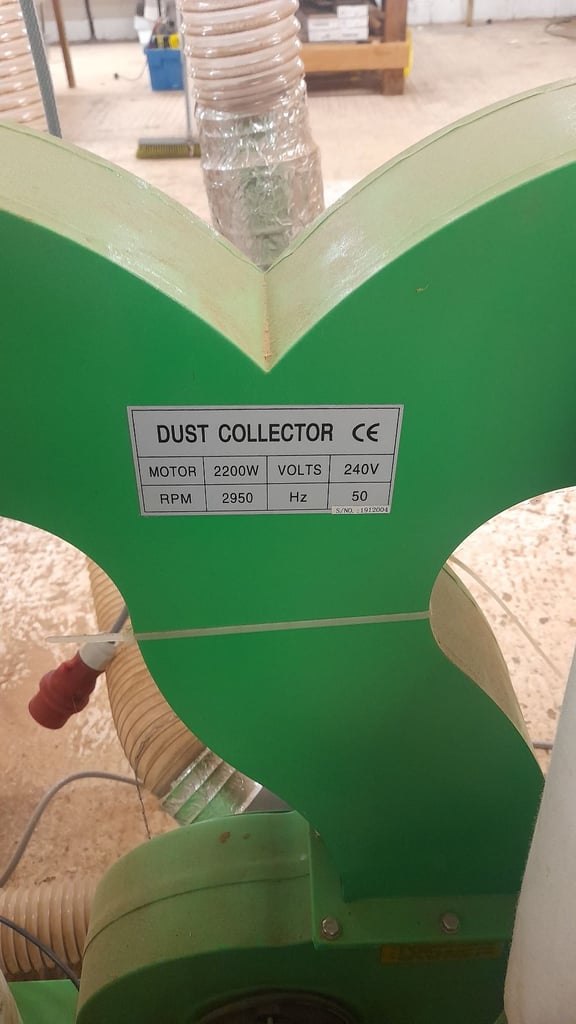 DUST COLLECTOR CE
MOTOR 2200W VOLTS 240V
RPM 2950 Hz 50
S/NO.:1912004